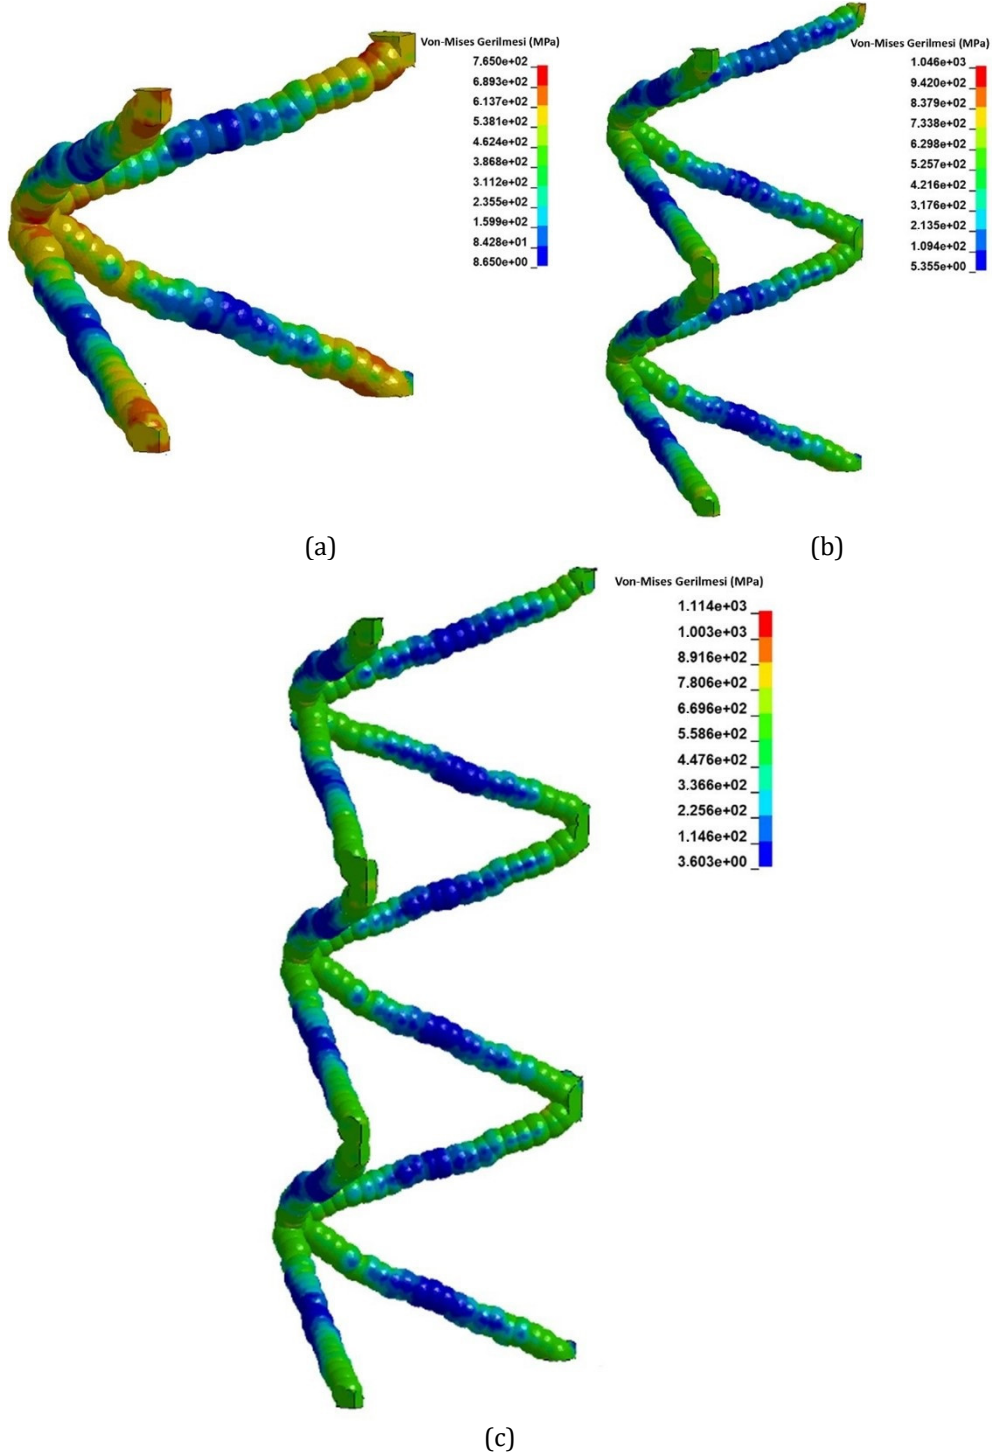 Von-Mises Gerilmesi (MPa)
7.650e+02
6.893e+02
6.137e+02
5.381e+02
4.624e+02
3.868e+02
3.112e+02
2.355e+02
1.599e+02
8.428e+01
8.650e+00
Von-Mises Gerilmesi (MPa)
1.046e+03
9.420e+02
8.379e+02
7.338e+02
6.298e+02
5.257e+02
4.216e+02
3.176e+02
2.135e+02
1.094e+02
5.355e+00
(a)
(b)
Von-Mises Gerilmesi (MPa)
1.114e+03
1.003e+03
8.916e+02
7.806e+02
6.696e+02
5.586e+02
4.476e+02
3.366e+02
2.256e+02
1.146e+02
3.603e+00
(c)